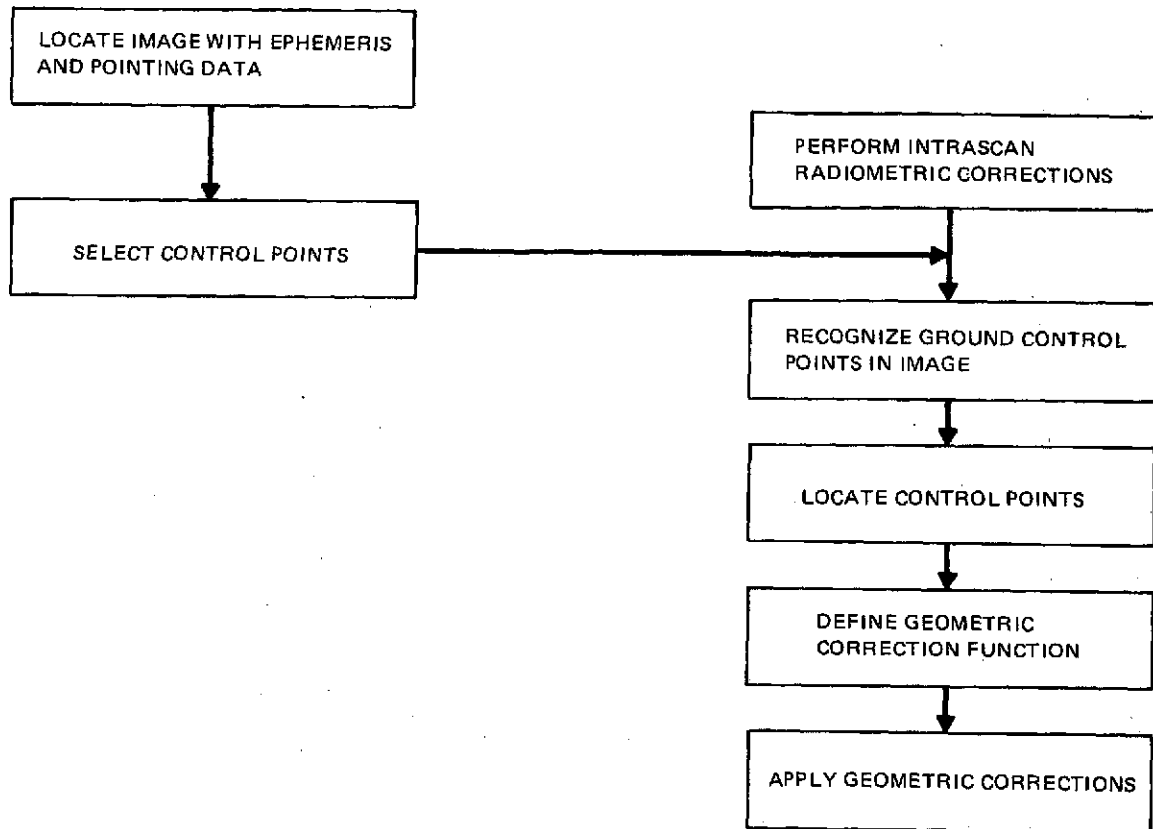 LOCATE IMAGE WITH EPHEMERIS
AND POINTING DATA
SELECT CONTROL POINTS
PERFORM INTRASCAN
RADIOMETRIC CORRECTIONS
RECOGNIZE GROUND CONTROL
POINTS IN IMAGE
LOCATE CONTROL POINTS
DEFINE GEOMETRIC
CORRECTION FUNCTION
APPLY GEOMETRIC CORRECTIONS